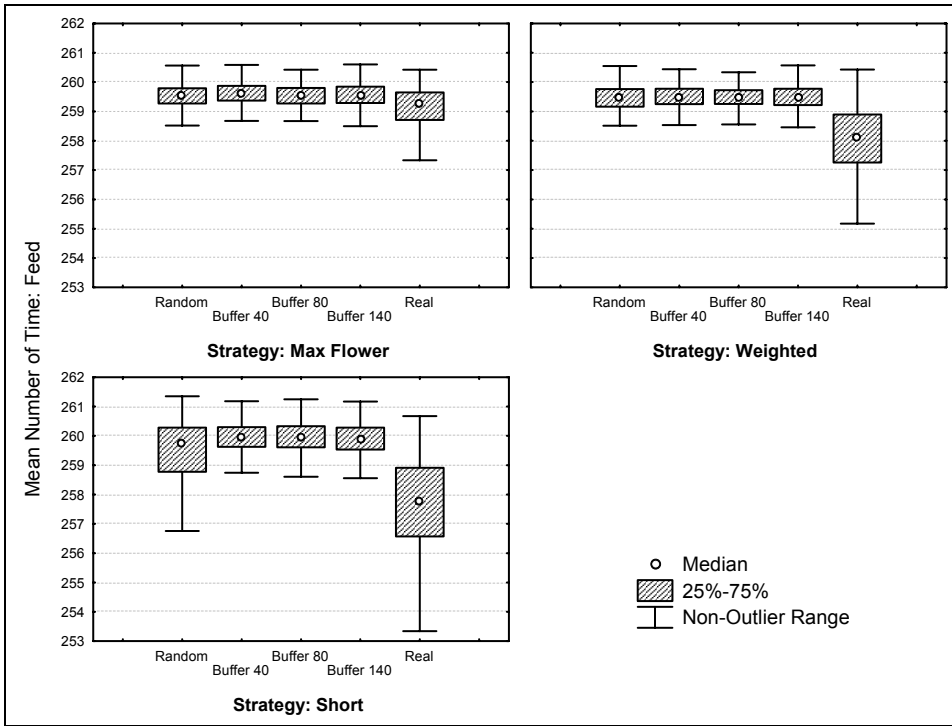 Mean Number of Time: Feed
262
261
260
259
258
257
256
255
254
253
Random
Buffer 40
Buffer 80
Buffer 140
Real
Strategy: Max Flower
Random
Buffer 40
Buffer 80
Buffer 140
Real
Strategy: Weighted
262
261
260
259
258
257
256
255
254
253
Random
Buffer 40
Buffer 80
Buffer 140
Real
Strategy: Short
Median
25%-75%
Non-Outlier Range